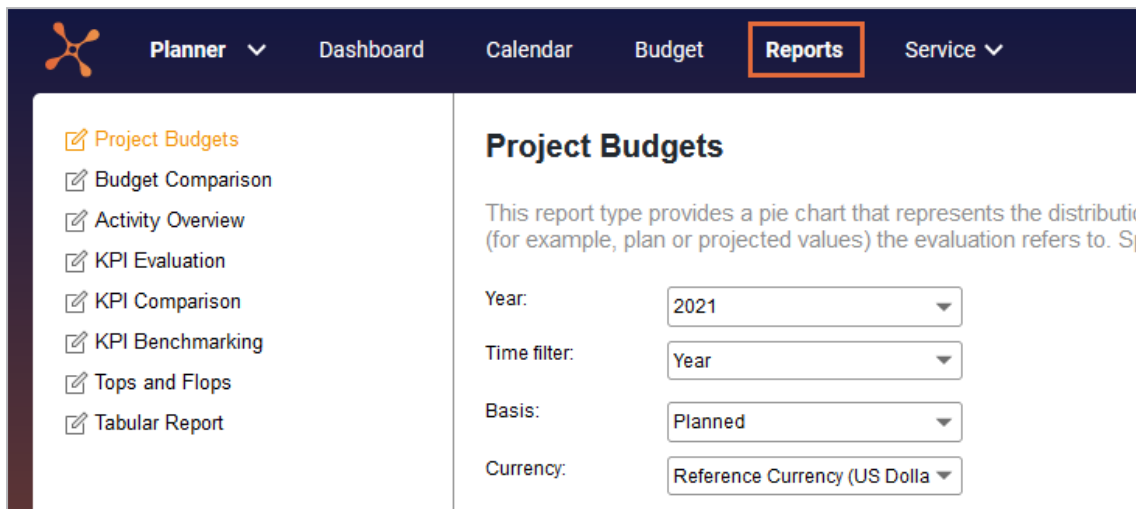 Planner Dashboard Calendar Budget Reports Service
Project Budgets
Budget Comparison
Activity Overview
KPI Evaluation
KPI Comparison
KPI Benchmarking
Tops and Flops
Tabular Report
Project Budgets
This report type provides a pie chart that represents the
(for example, plan or projected values) the evaluation refers to.
Year: 2021
Time filter: Year
Basis: Planned
Currency: Reference Currency (US Dolla